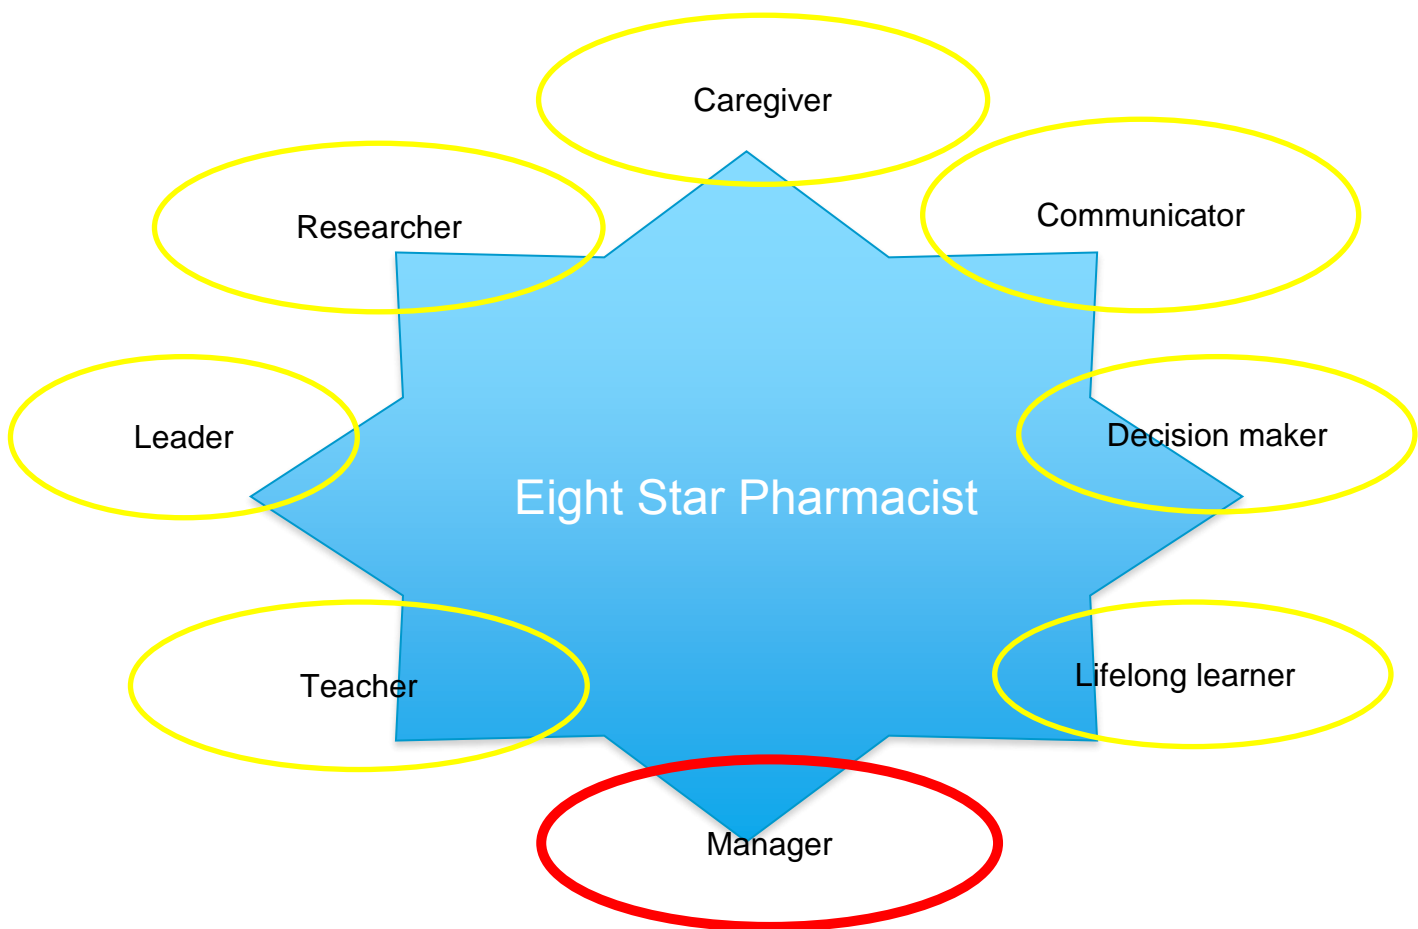 Caregiver
Communicator
Researcher
Decision maker
Leader
Eight Star Pharmacist
Lifelong learner
Teacher
Manager